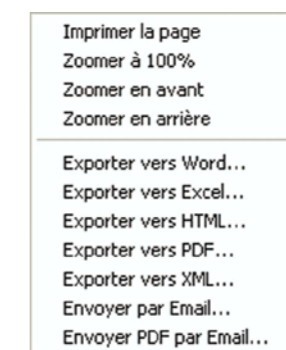 Imprimer la page
Zoomer à 100%
Zoomer en avant
Zoomer en arrière
Exporter vers Word...
Exporter vers Excel...
Exporter vers HTML...
Exporter vers PDF...
Exporter vers XML...
Envoyer par Email...
Envoyer PDF par Email...